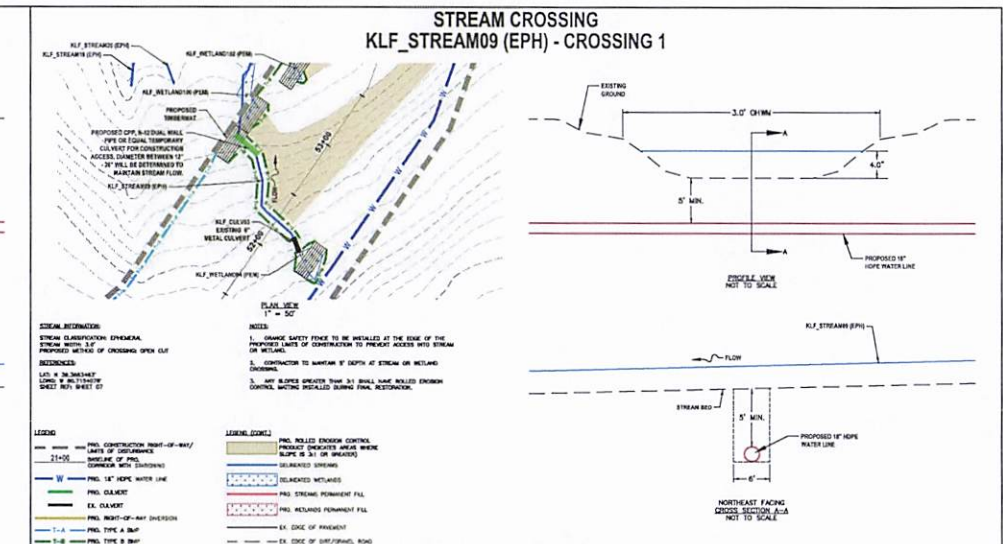 STREAM CROSSING
KLF_STREAM09 (EPH) - CROSSING 1
KLF_STREAM20 (EPH)
KLF_STREAM19 (EPH)
KLF_WETLAND102 (PEM)
KLF_WETLAND100 (PEM)
PROPOSED
TIMBERMAT
PROPOSED CPP, N-12 DUAL WALL
PIPE OR EQUAL TEMPORARY
CULVERT FOR CONSTRUCTION
ACCESS, DIAMETER BETWEEN 12"
- 36" WILL BE DETERMINED TO
MAINTAIN STREAM FLOW.
KLF_STREAM09 (EPH)
FLOW
53+00
52+00
KLF_CULV03
EXISTING 8"
METAL CULVERT
KLF_WETLAND94 (PEM)
W
W
W
W
W
W
PLAN VIEW
1" = 50'
STREAM INFORMATION:
STREAM CLASSIFICATION: EPHEMERAL
STREAM WIDTH: 3.0'
PROPOSED METHOD OF CROSSING: OPEN CUT
REFERENCES:
SHEET REF: SHEET 07
NOTES:
1. ORANGE SAFETY FENCE TO BE INSTALLED AT THE EDGE OF THE
PROPOSED LIMITS OF CONSTRUCTION TO PREVENT ACCESS INTO STREAM
OR WETLAND.
2. CONTRACTOR TO MAINTAIN 5' DEPTH AT STREAM OR WETLAND
CROSSING.
3. ANY SLOPES GREATER THAN 3:1 SHALL HAVE ROLLED EROSION
CONTROL MATTING INSTALLED DURING FINAL RESTORATION.
LEGEND
PRO. CONSTRUCTION RIGHT-OF-WAY/
LIMITS OF DISTURBANCE
21+00
BASELINE OF PRO.
CORRIDOR WITH STATIONING
W
PRO. 18" HDPE WATER LINE
PRO. CULVERT
EX. CULVERT
PRO. RIGHT-OF-WAY DIVERSION
T-A
PRO. TYPE A BMP
T-B
PRO. TYPE B BMP
LEGEND (CONT.)
PRO. ROLLED EROSION CONTROL
PRODUCT (INDICATES AREAS WHERE
SLOPE IS 3:1 OR GREATER)
DELINEATED STREAMS
DELINEATED WETLANDS
PRO. STREAMS PERMANENT FILL
PRO. WETLANDS PERMANENT FILL
EX. EDGE OF PAVEMENT
EX. EDGE OF DIRT/GRAVEL ROAD
EXISTING
GROUND
3.0' OHWM
A
4.0"
5' MIN.
A
PROPOSED 18"
HDPE WATER LINE
PROFILE VIEW
NOT TO SCALE
KLF_STREAM09 (EPH)
FLOW
STREAM BED
5' MIN.
PROPOSED 18" HDPE
WATER LINE
6'
NORTHEAST FACING
CROSS SECTION A-A
NOT TO SCALE